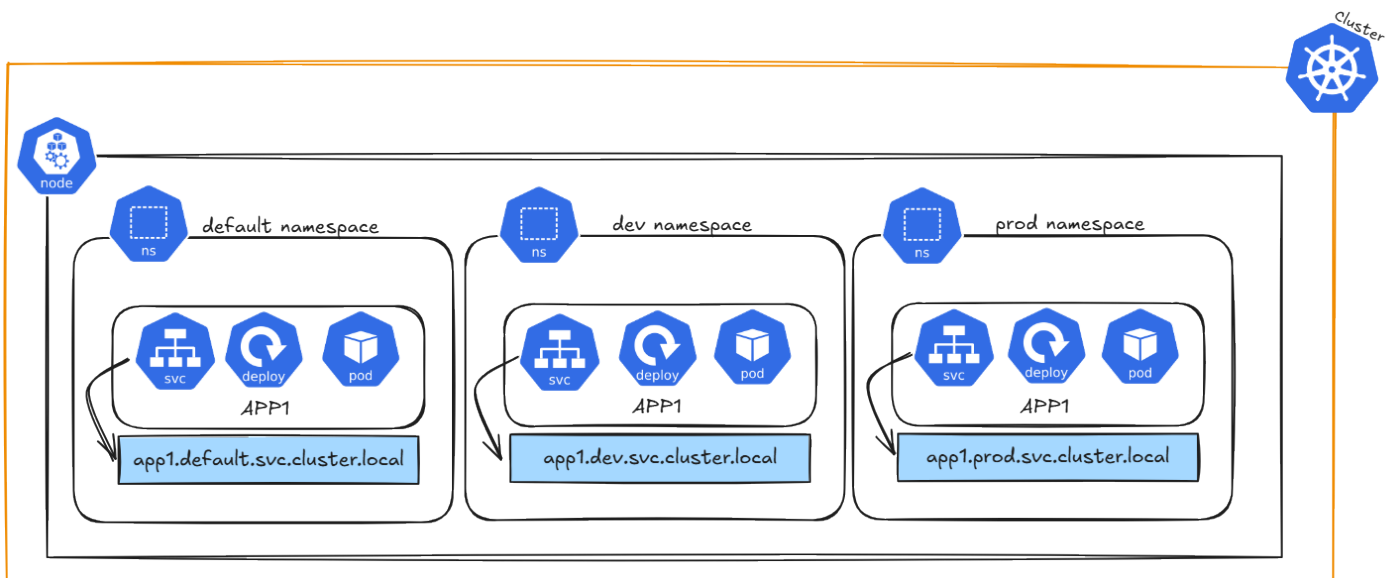 Cluster
node
ns
default namespace
ns
dev namespace
ns
prod namespace
svc
deploy
pod
APP1
svc
deploy
pod
APP1
svc
deploy
pod
APP1
app1.default.svc.cluster.local
app1.dev.svc.cluster.local
app1.prod.svc.cluster.local